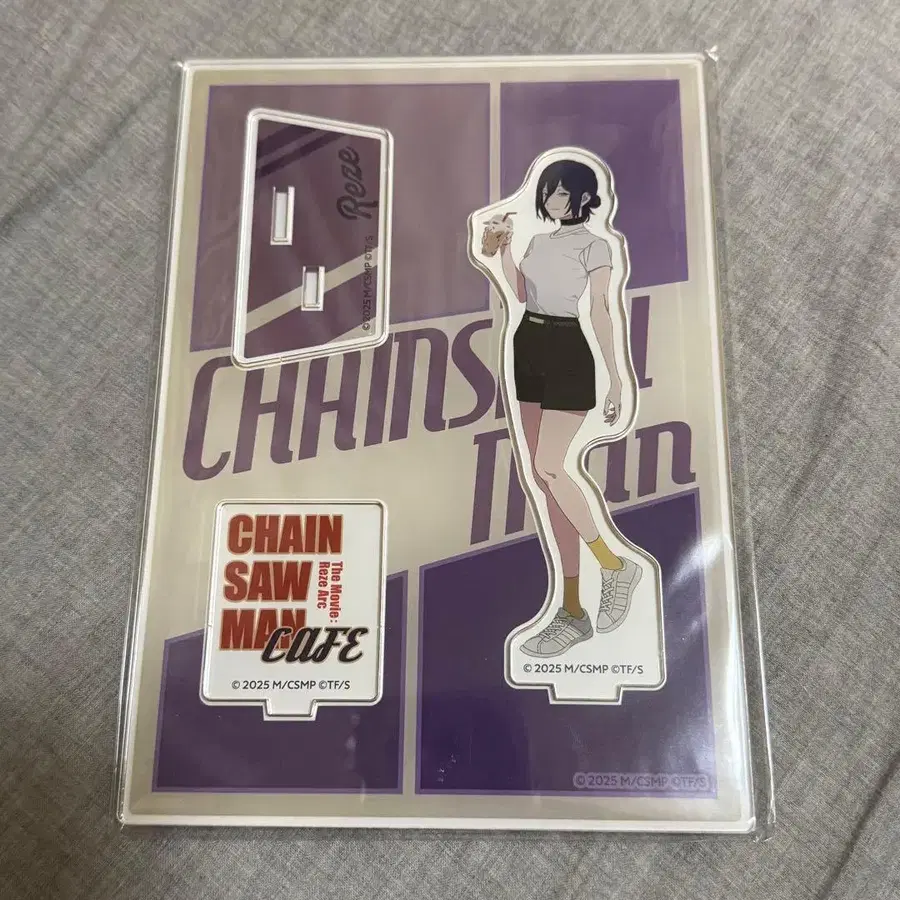 Reze
© 2025 M/CSMP ©TF/S
CHAINSAW
man
CHAIN
SAW
MAN
The Movie:
Reze Arc
CAFE
© 2025 M/CSMP ©TF/S
© 2025 M/CSMP ©TF/S
© 2025 M/CSMP ©TF/S